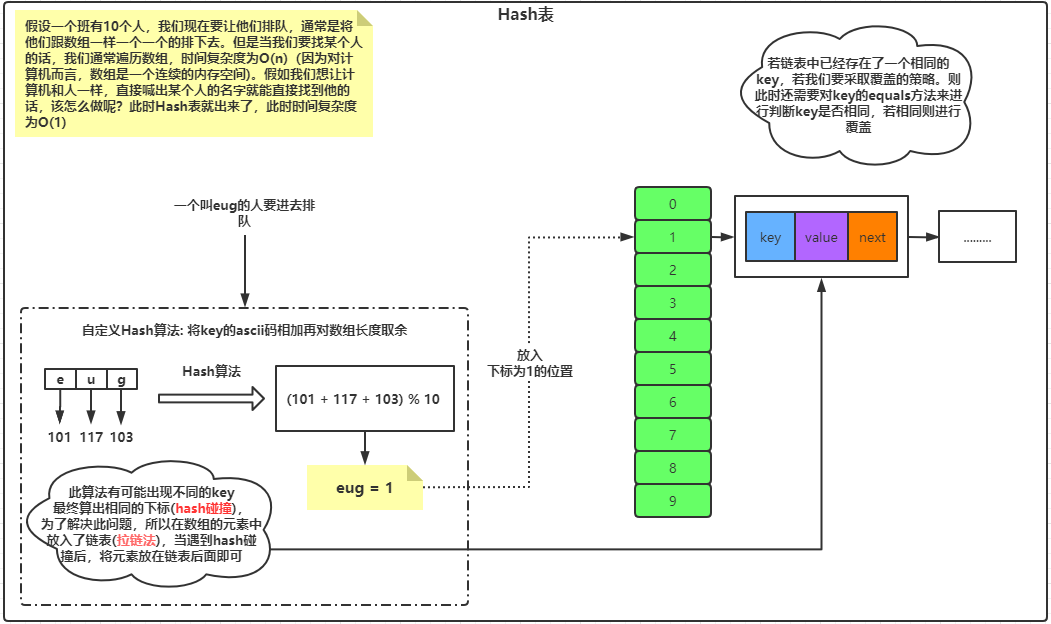 Hash表
假设一个班有10个人，我们现在要让他们排队，通常是将
他们跟数组一样一个一个的排下去。但是当我们要找某个人
的话，我们通常遍历数组，时间复杂度为O(n)（因为对计
算机而言，数组是一个连续的内存空间)。假如我们想让计
算机和人一样，直接喊出某个人的名字就能直接找到他的
话，该怎么做呢？此时Hash表就出来了，此时时间复杂度
为O(1)
若链表中已经存在了一个相同的
key，若我们要采取覆盖的策略。则
此时还需要对key的equals方法来进
行判断key是否相同，若相同则进行
覆盖
一个叫eug的人要进去排
队
自定义Hash算法: 将key的ascii码相加再对数组长度取余
e u g
Hash算法
(101 + 117 + 103) % 10
101 117 103
eug = 1
此算法有可能出现不同的key
最终算出相同的下标(hash碰撞)，
为了解决此问题，所以在数组的元素中
放入了链表(拉链法)，当遇到hash碰
撞后，将元素放在链表后面即可
放入
下标为1的位置
0
1
2
3
4
5
6
7
8
9
key value next
.........